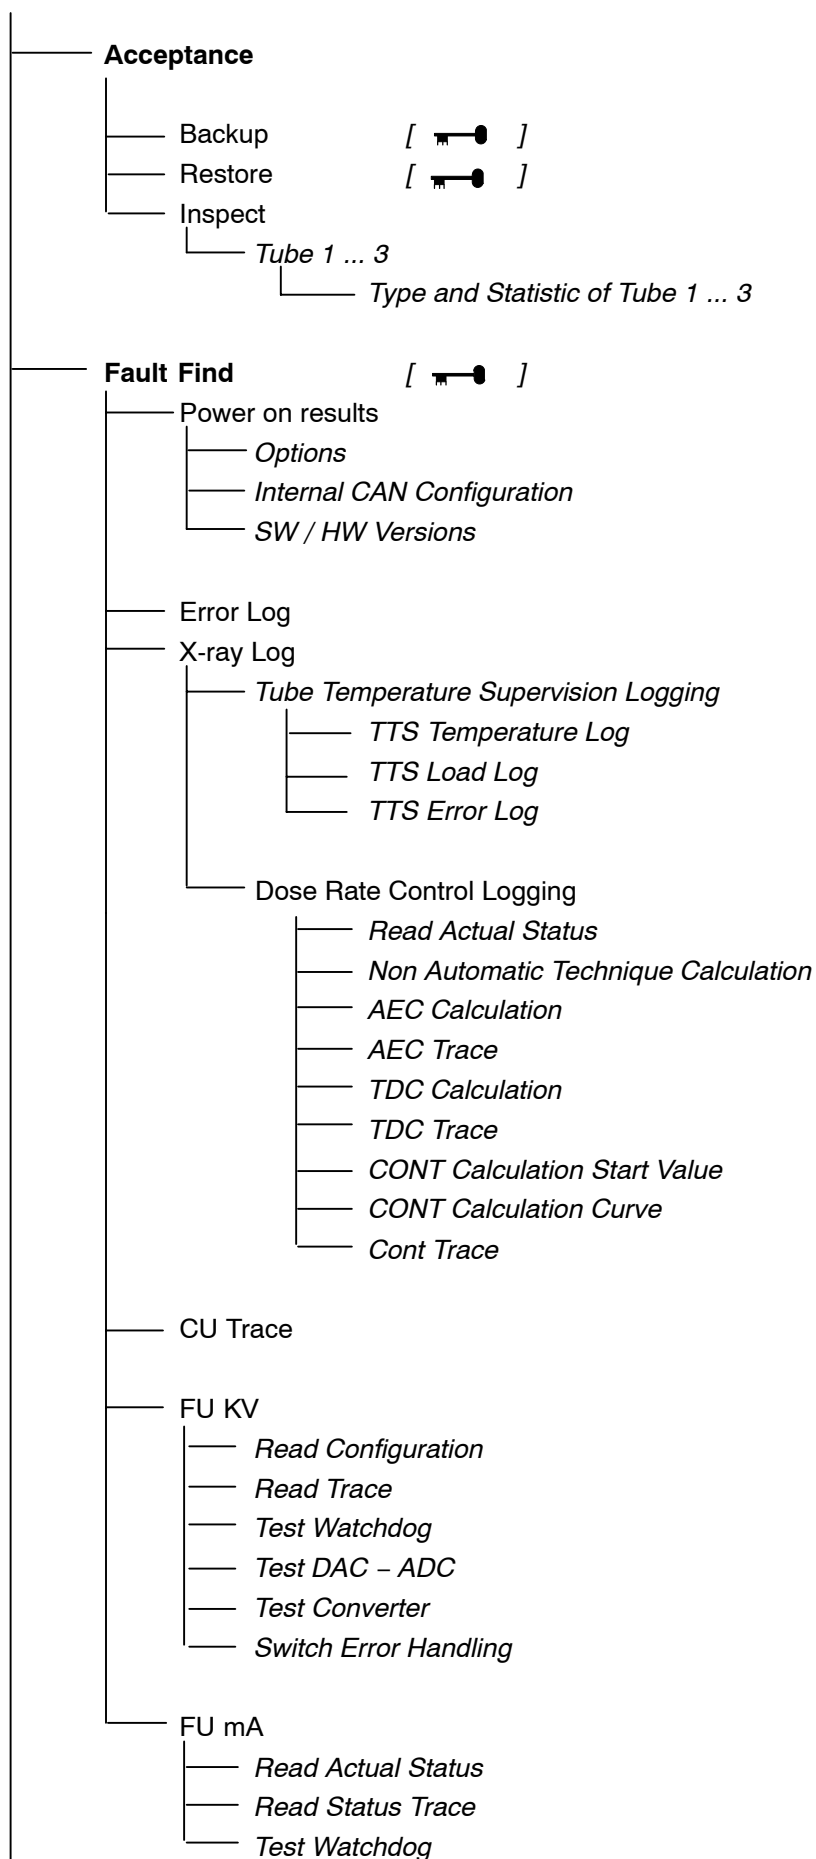 Acceptance
Backup [ ]
Restore [ ]
Inspect
Tube 1 ... 3
Type and Statistic of Tube 1 ... 3
Fault Find [ ]
Power on results
Options
Internal CAN Configuration
SW / HW Versions
Error Log
X-ray Log
Tube Temperature Supervision Logging
TTS Temperature Log
TTS Load Log
TTS Error Log
Dose Rate Control Logging
Read Actual Status
Non Automatic Technique Calculation
AEC Calculation
AEC Trace
TDC Calculation
TDC Trace
CONT Calculation Start Value
CONT Calculation Curve
Cont Trace
CU Trace
FU KV
Read Configuration
Read Trace
Test Watchdog
Test DAC – ADC
Test Converter
Switch Error Handling
FU mA
Read Actual Status
Read Status Trace
Test Watchdog